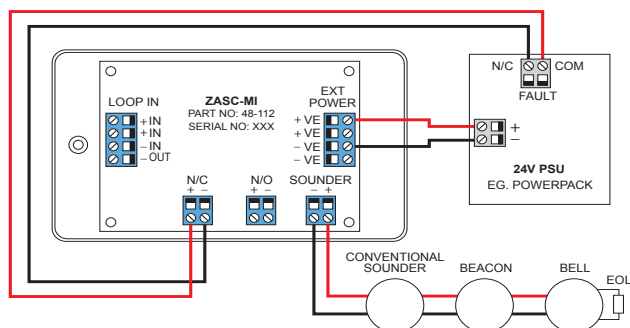 N/C COM
FAULT
ZASC-MI
PART NO: 48-112
SERIAL NO: XXX
LOOP IN
+ IN
+ IN
– IN
– OUT
EXT
POWER
+ VE
+ VE
– VE
– VE
+
–
24V PSU
EG. POWERPACK
N/C
+ –
N/O
+ –
SOUNDER
– +
CONVENTIONAL
SOUNDER
BEACON
BELL
EOL